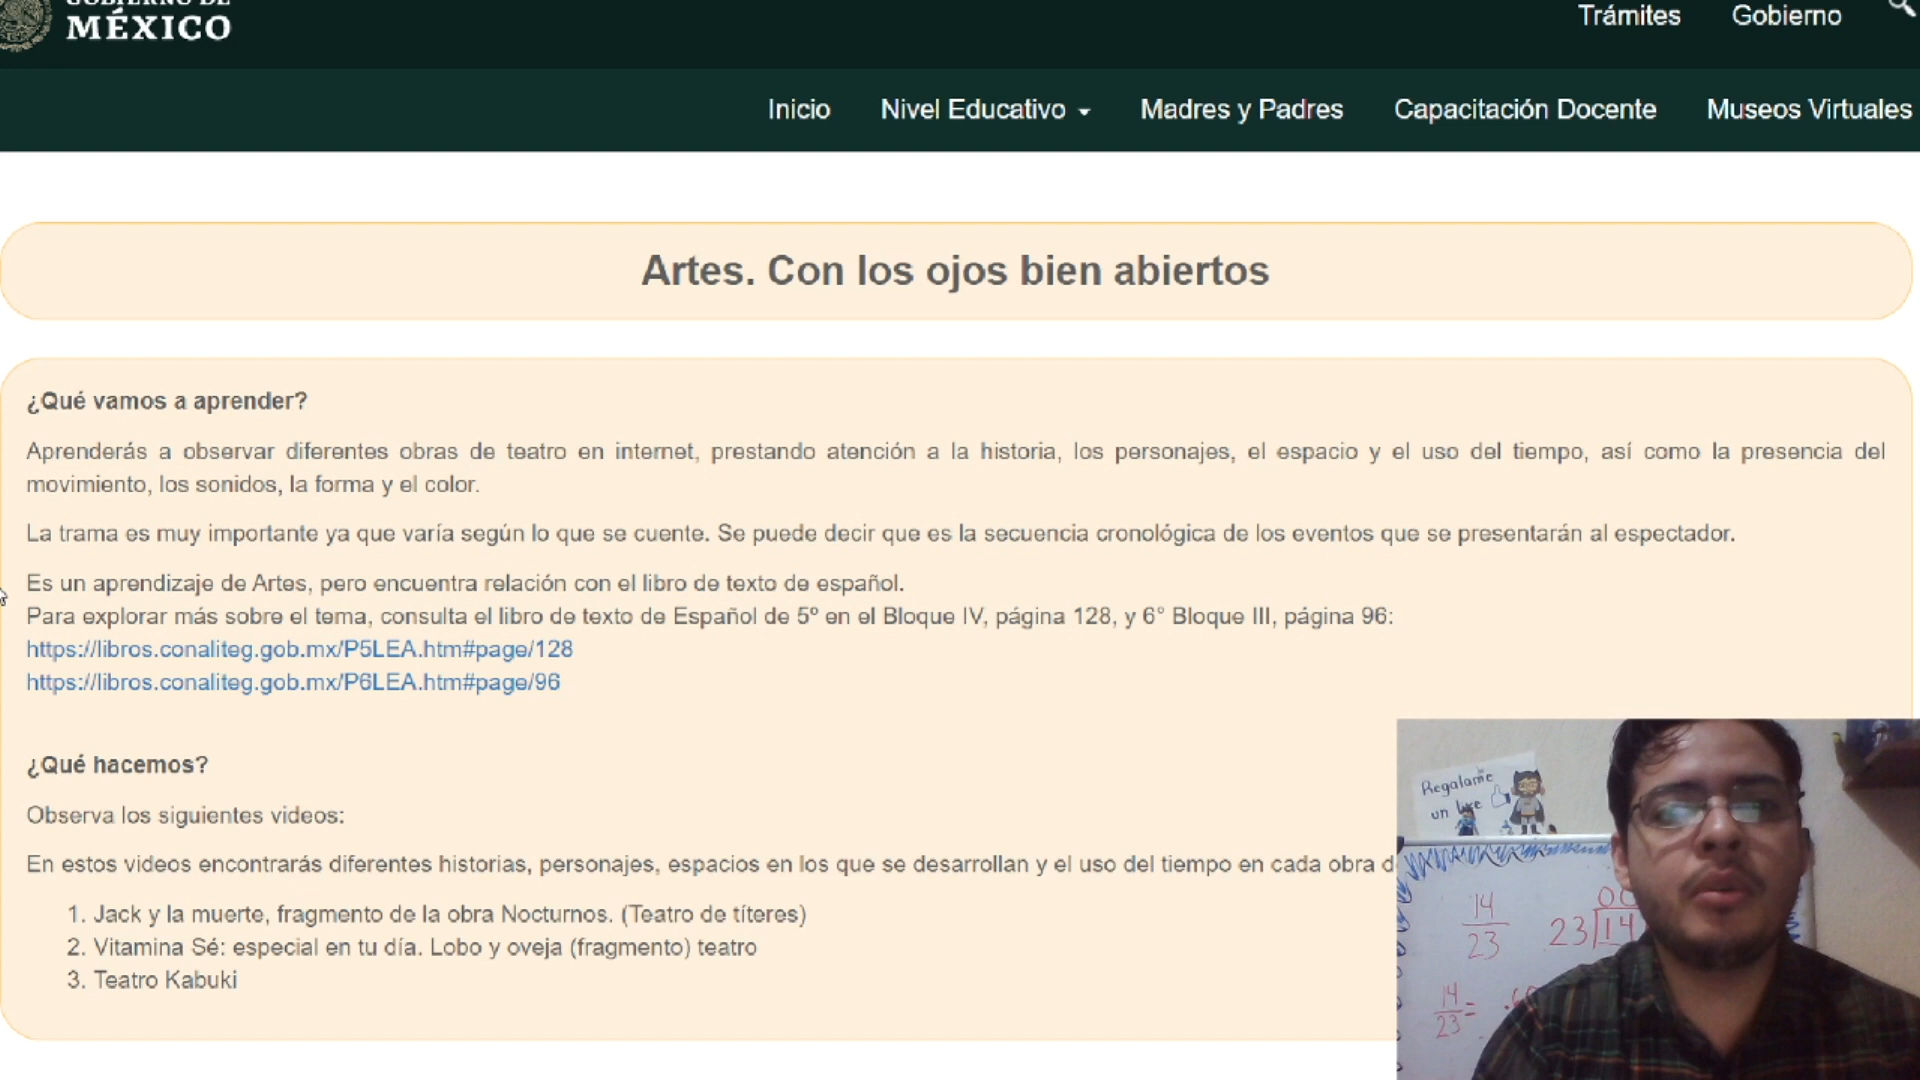 GOBIERNO DE
MÉXICO
Trámites Gobierno
Inicio Nivel Educativo Madres y Padres Capacitación Docente Museos Virtuales
Artes. Con los ojos bien abiertos
¿Qué vamos a aprender?
Aprenderás a observar diferentes obras de teatro en internet, prestando atención a la historia, los personajes, el espacio y el uso del tiempo, así como la presencia del
movimiento, los sonidos, la forma y el color.
La trama es muy importante ya que varía según lo que se cuente. Se puede decir que es la secuencia cronológica de los eventos que se presentarán al espectador.
Es un aprendizaje de Artes, pero encuentra relación con el libro de texto de español.
Para explorar más sobre el tema, consulta el libro de texto de Español de 5º en el Bloque IV, página 128, y 6° Bloque III, página 96:
https://libros.conaliteg.gob.mx/P5LEA.htm#page/128
https://libros.conaliteg.gob.mx/P6LEA.htm#page/96
¿Qué hacemos?
Observa los siguientes videos:
En estos videos encontrarás diferentes historias, personajes, espacios en los que se desarrollan y el uso del tiempo en cada obra d
1. Jack y la muerte, fragmento de la obra Nocturnos. (Teatro de títeres)
2. Vitamina Sé: especial en tu día. Lobo y oveja (fragmento) teatro
3. Teatro Kabuki
Regalame
un like
14
23
23 14
14
23 =